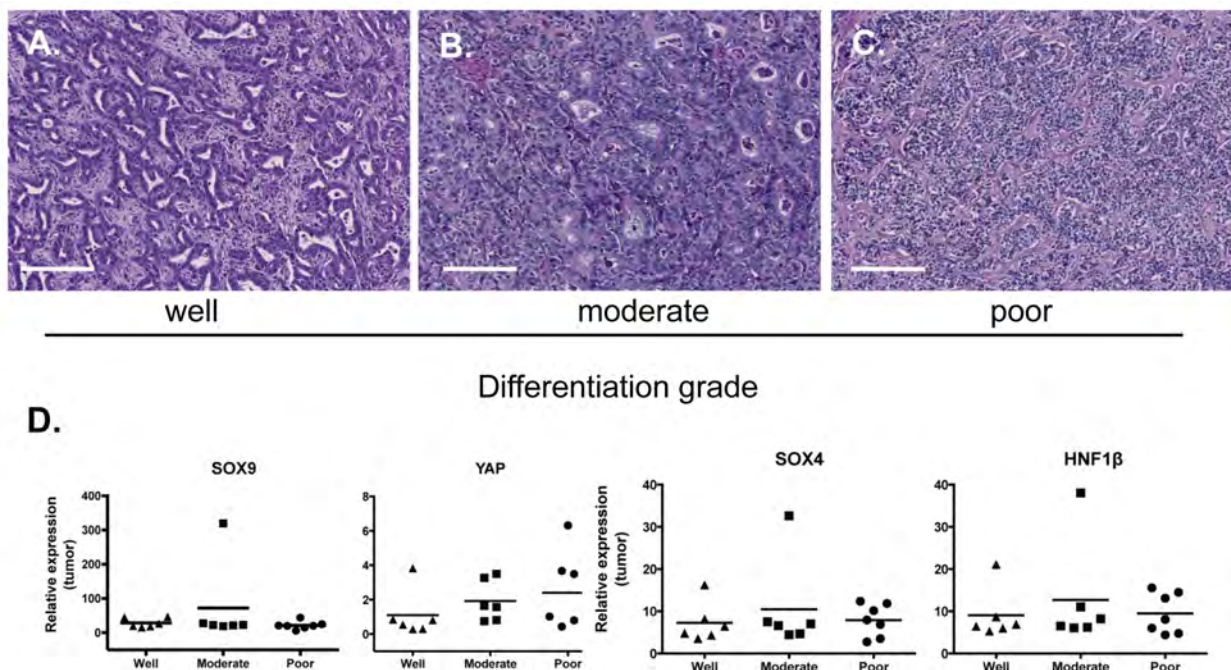 A. B. C.
well moderate poor
Differentiation grade
D.
SOX9 YAP SOX4 HNF1β
Relative expression
(tumor)
400
300
200
100
0
Well Moderate Poor
8
6
4
2
0
Well Moderate Poor
Relative expression
(tumor)
40
30
20
10
0
Well Moderate Poor
40
30
20
10
0
Well Moderate Poor